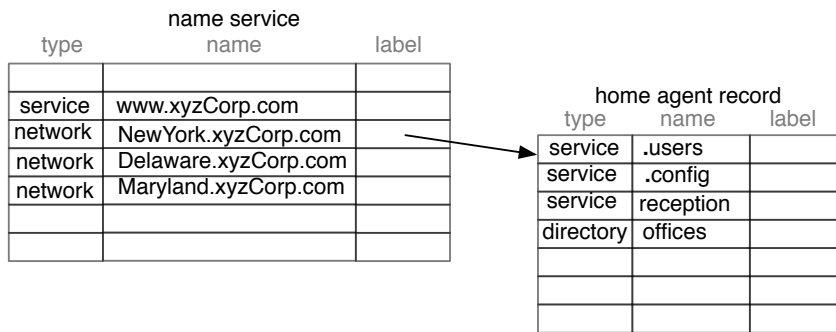 name service
type name label
service www.xyzCorp.com
network NewYork.xyzCorp.com
network Delaware.xyzCorp.com
network Maryland.xyzCorp.com
home agent record
type name label
service .users
service .config
service reception
directory offices